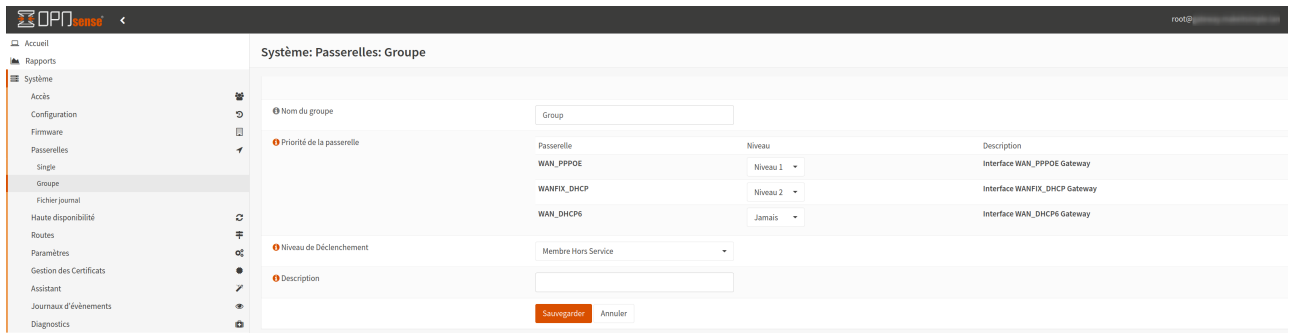 OPNsense
root@
Accueil
Rapports
Système
Accès
Configuration
Firmware
Passerelles
Single
Groupe
Fichier journal
Haute disponibilité
Routes
Paramètres
Gestion des Certificats
Assistant
Journaux d'évènements
Diagnostics
Système: Passerelles: Groupe
Nom du groupe
Group
Priorité de la passerelle
Passerelle Niveau Description
WAN_PPPOE Niveau 1 Interface WAN_PPPOE Gateway
WANFIX_DHCP Niveau 2 Interface WANFIX_DHCP Gateway
WAN_DHCP6 Jamais Interface WAN_DHCP6 Gateway
Niveau de Déclenchement
Membre Hors Service
Description
Sauvegarder Annuler